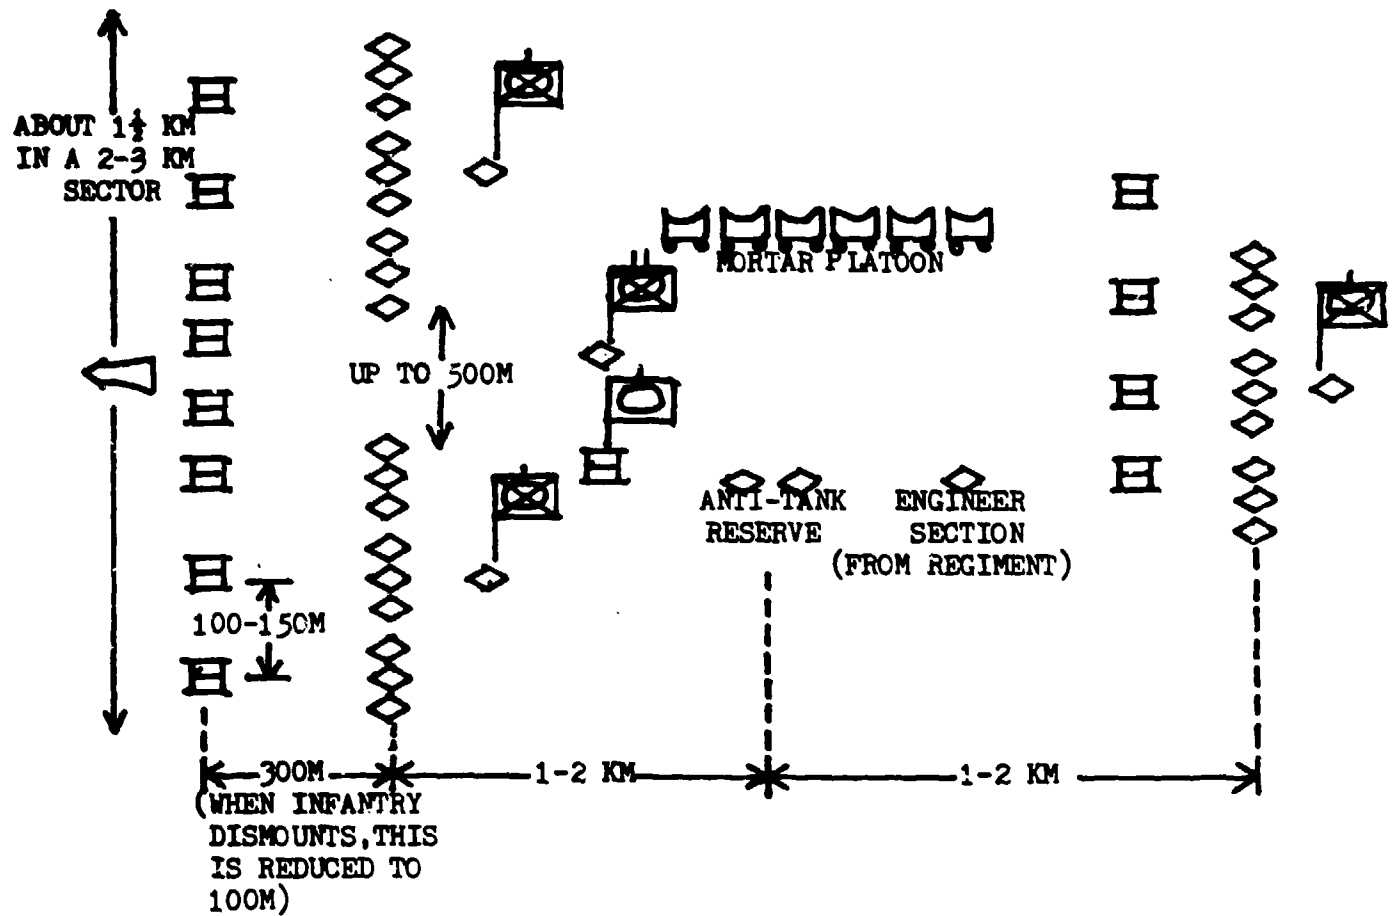 ABOUT 1½ KM
IN A 2-3 KM
SECTOR
MORTAR PLATOON
UP TO 500M
ANTI-TANK
RESERVE
ENGINEER
SECTION
(FROM REGIMENT)
100-150M
300M
(WHEN INFANTRY
DISMOUNTS,THIS
IS REDUCED TO
100M)
1-2 KM
1-2 KM